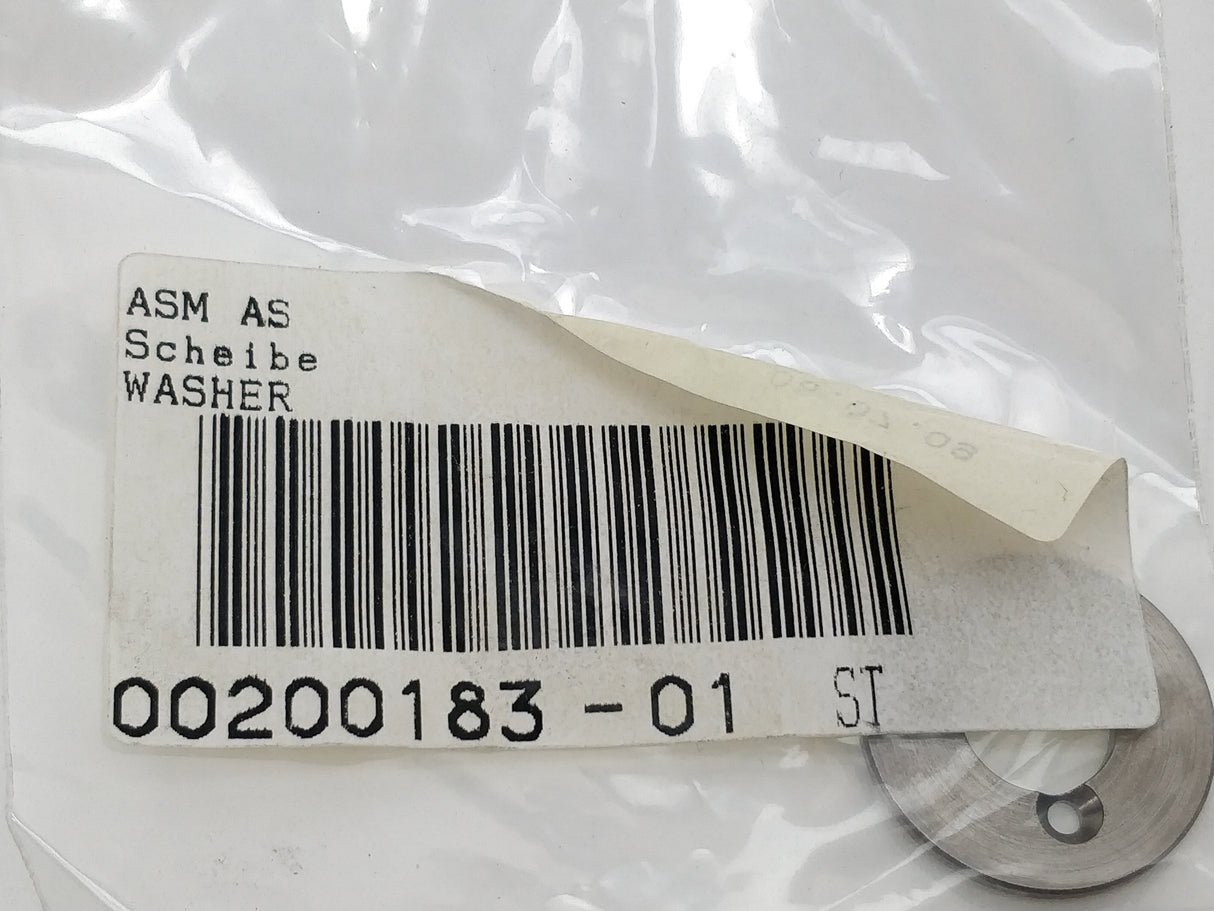 ASM AS
Scheibe
WASHER
00200183-01 ST